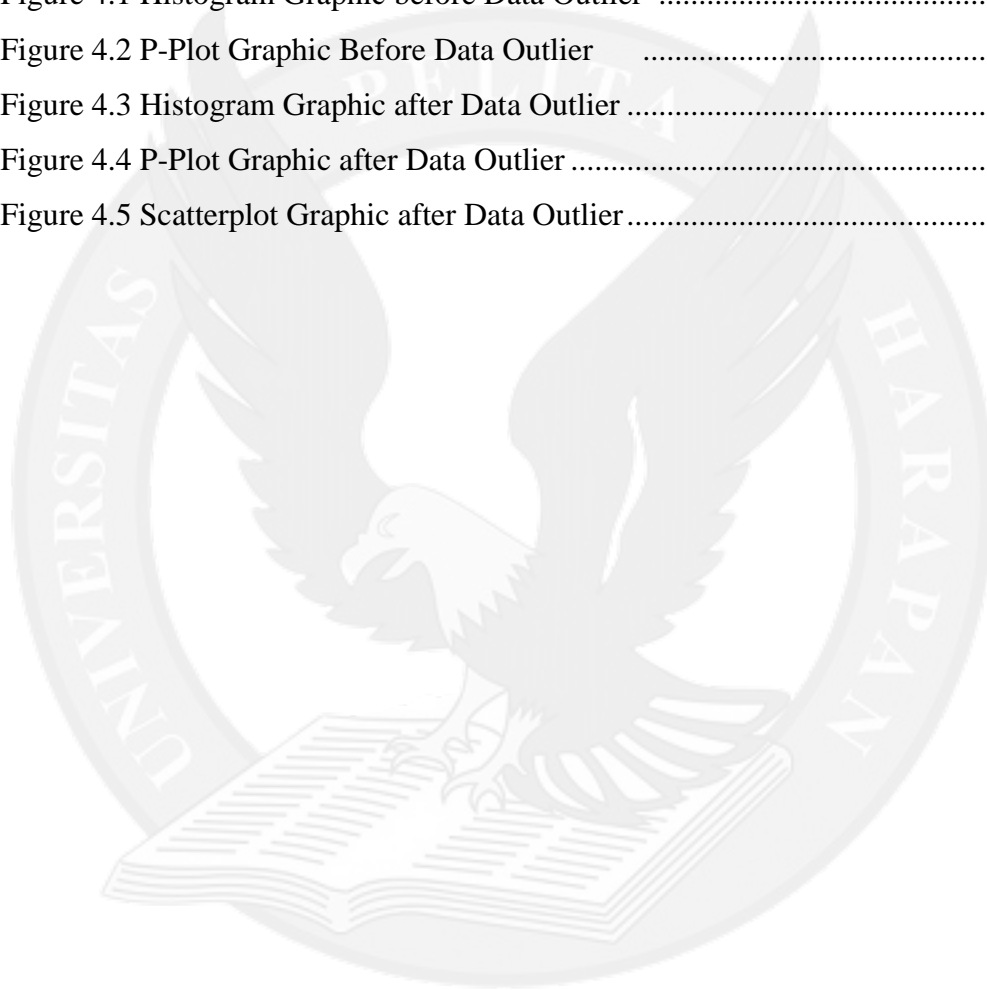 Figure 4.1 Histogram Graphic before Data Outlier ........................................
Figure 4.2 P-Plot Graphic Before Data Outlier ..........................................
Figure 4.3 Histogram Graphic after Data Outlier ............................................
Figure 4.4 P-Plot Graphic after Data Outlier ..................................................
Figure 4.5 Scatterplot Graphic after Data Outlier ............................................
UNIVERSITAS PELITA HARAPAN